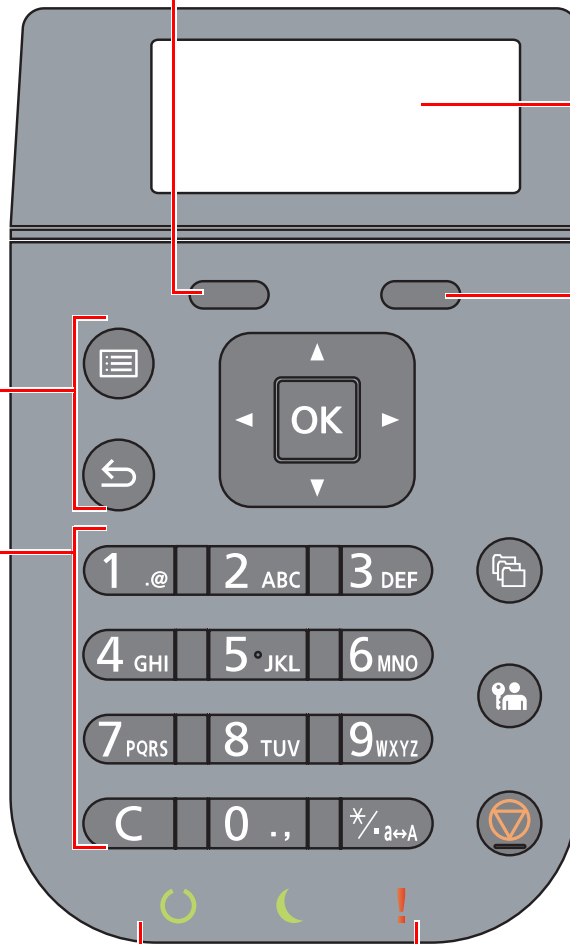 OK
1 .@ 2 ABC 3 DEF
4 GHI 5 JKL 6 MNO
7 PQRS 8 TUV 9 WXYZ
C 0 ., */. a↔A
!